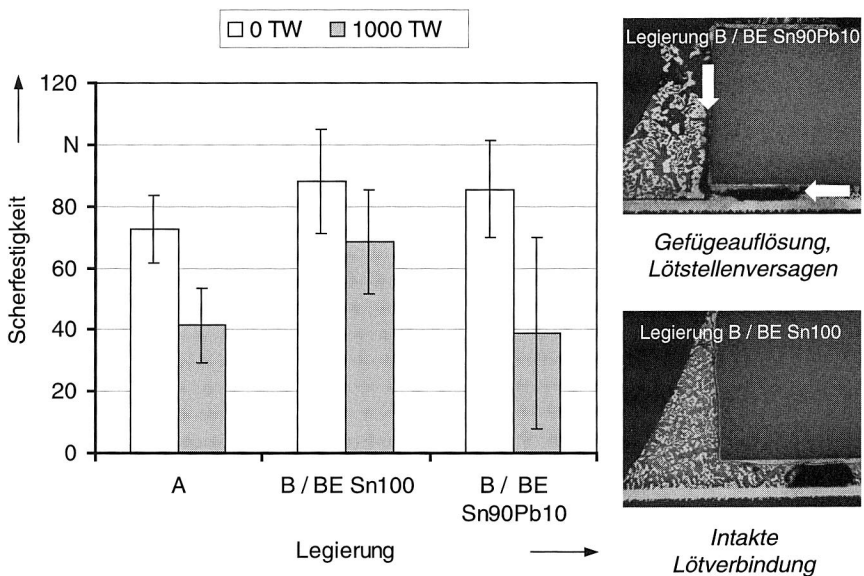 0 TW 1000 TW
120
N
80
60
40
20
0
Scherfestigkeit
A
B / BE Sn100
B / BE
Sn90Pb10
Legierung
Legierung B / BE Sn90Pb10
Gefügeauflösung,
Lötstellenversagen
Legierung B / BE Sn100
Intakte
Lötverbindung